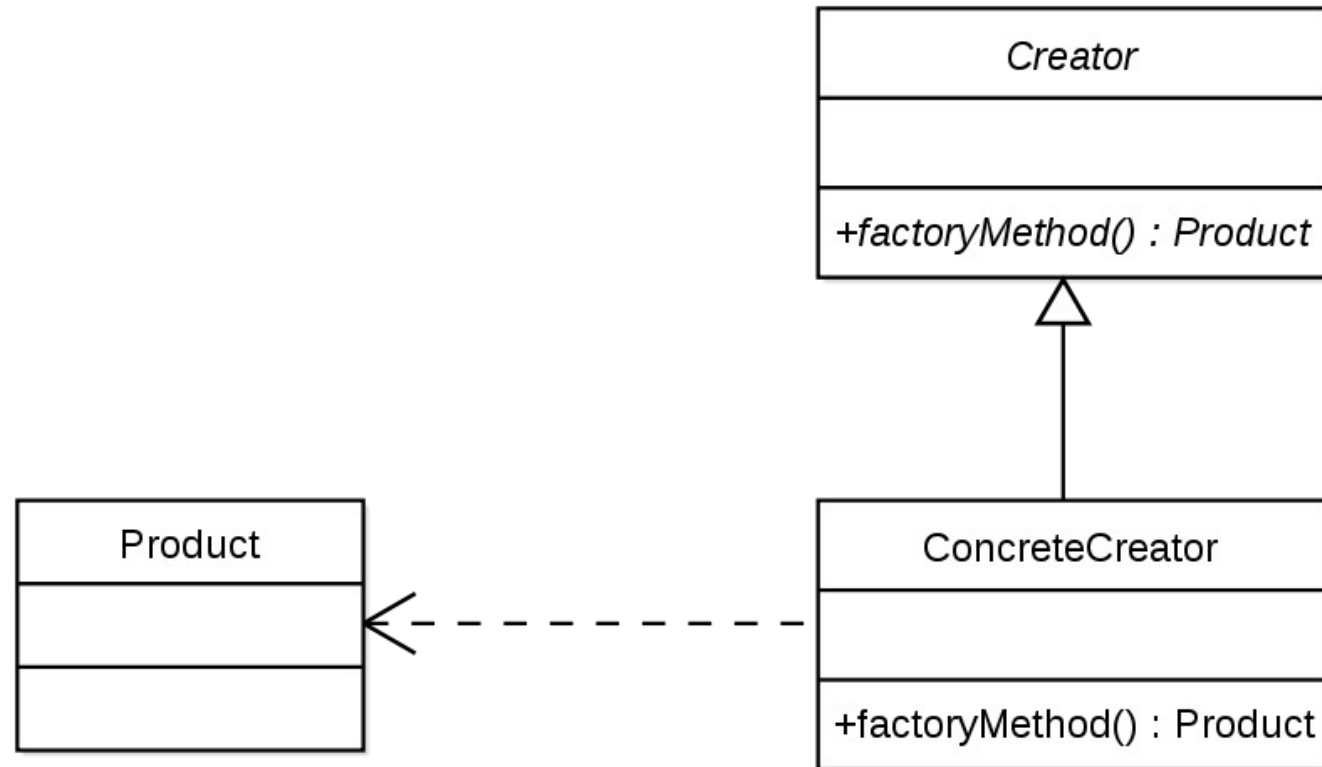 Creator
+factoryMethod() : Product
Product
ConcreteCreator
+factoryMethod() : Product